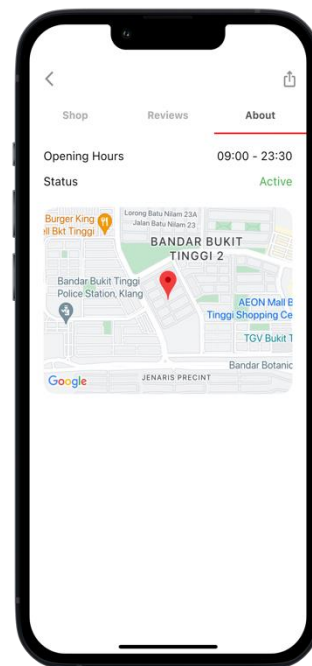 Shop Reviews About
Opening Hours 09:00 - 23:30
Status Active
Burger King
ell Bkt Tinggi
Lorong Batu Nilam 23A
Jalan Batu Nilam 23
BANDAR BUKIT
TINGGI 2
Bandar Bukit Tinggi
Police Station, Klang
AEON Mall B
Tinggi Shopping Ce
TGV Bukit T
Bandar Botanic
Google
JENARIS PRECINT